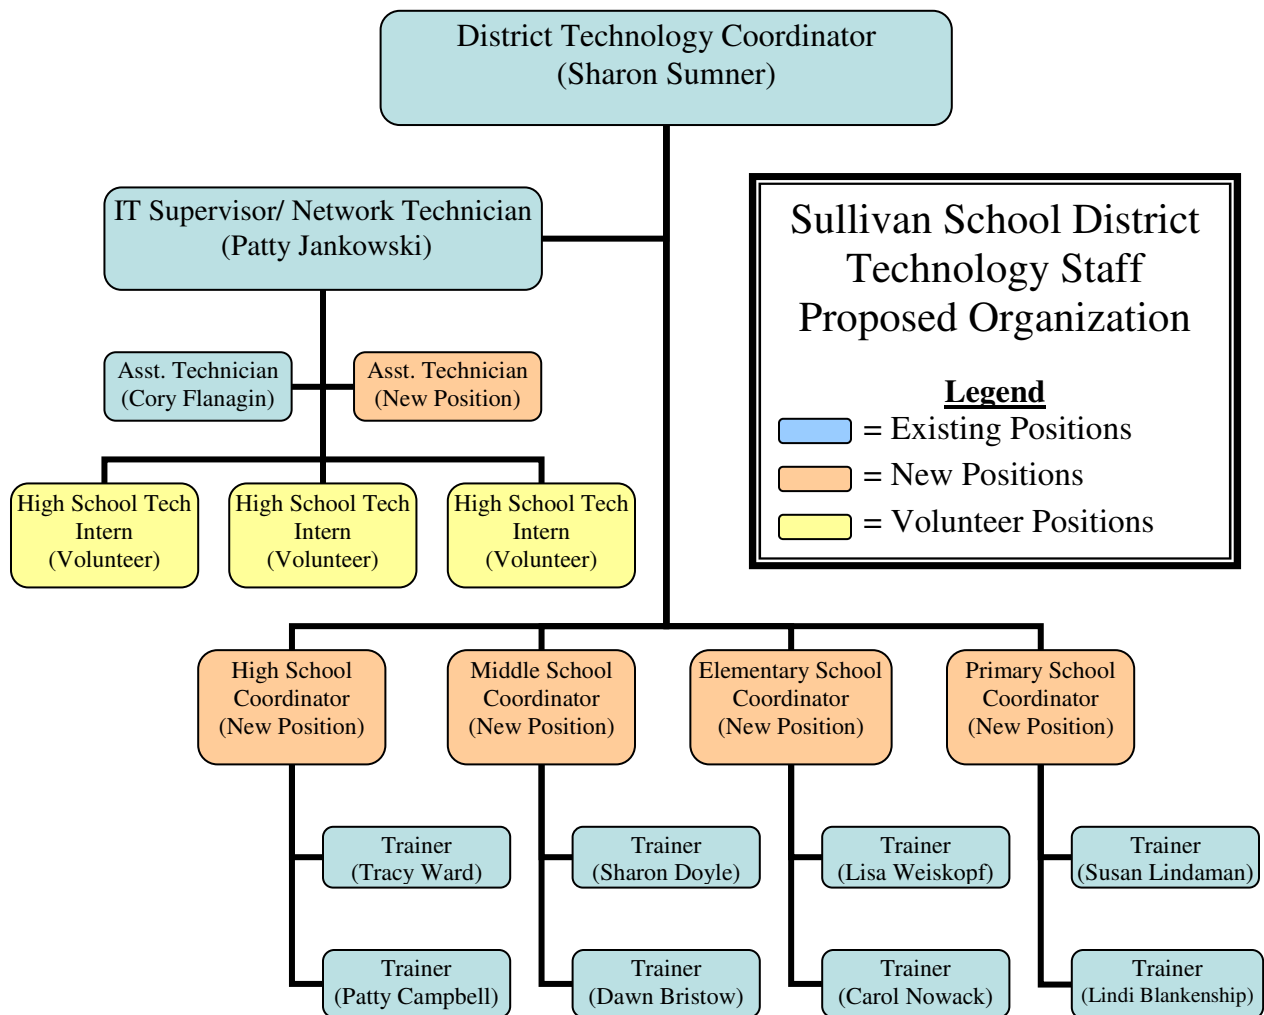 District Technology Coordinator
(Sharon Sumner)
IT Supervisor/ Network Technician
(Patty Jankowski)
Sullivan School District
Technology Staff
Proposed Organization
Legend
= Existing Positions
= New Positions
= Volunteer Positions
Asst. Technician
(Cory Flanagin)
Asst. Technician
(New Position)
High School Tech
Intern
(Volunteer)
High School Tech
Intern
(Volunteer)
High School Tech
Intern
(Volunteer)
High School
Coordinator
(New Position)
Middle School
Coordinator
(New Position)
Elementary School
Coordinator
(New Position)
Primary School
Coordinator
(New Position)
Trainer
(Tracy Ward)
Trainer
(Sharon Doyle)
Trainer
(Lisa Weiskopf)
Trainer
(Susan Lindaman)
Trainer
(Patty Campbell)
Trainer
(Dawn Bristow)
Trainer
(Carol Nowack)
Trainer
(Lindi Blankenship)